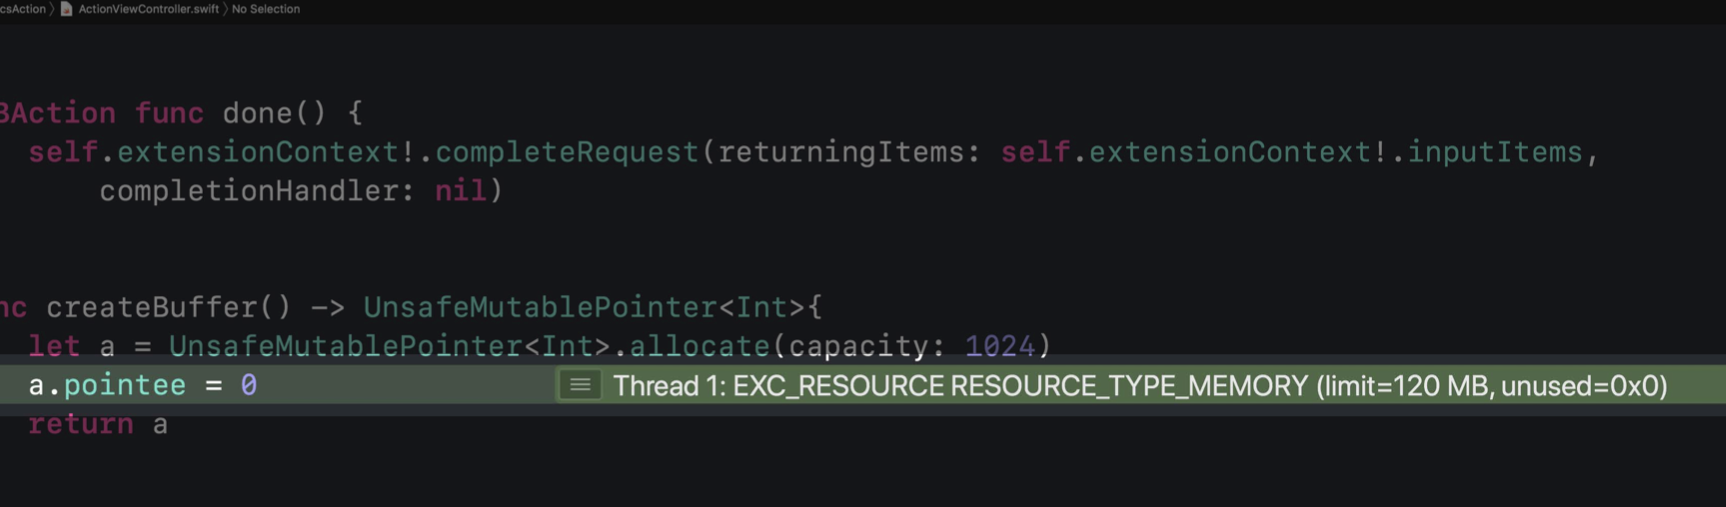 csAction 〉 ActionViewController.swift 〉 No Selection
BAction func done() {
self.extensionContext!.completeRequest(returningItems: self.extensionContext!.inputItems,
completionHandler: nil)
nc createBuffer() -> UnsafeMutablePointer<Int>{
let a = UnsafeMutablePointer<Int>.allocate(capacity: 1024)
a.pointee = 0 Thread 1: EXC_RESOURCE RESOURCE_TYPE_MEMORY (limit=120 MB, unused=0x0)
return a